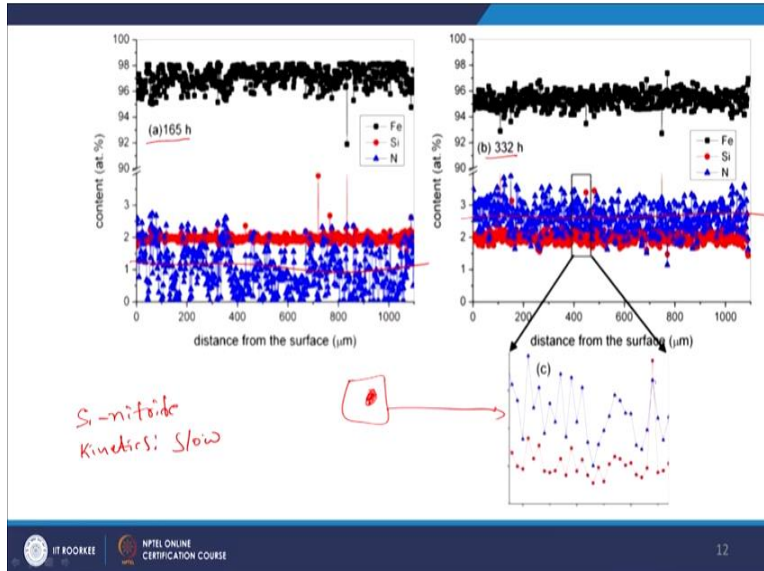 100
98
96
94
92
90
3
2
1
0
content (at.%)
(a)165 h
Fe
Si
N
0
200
400
600
800
1000
distance from the surface (μm)
100
98
96
94
92
90
3
2
1
0
content (at.%)
(b) 332 h
Fe
Si
N
0
200
400
600
800
1000
distance from the surface (μm)
(c)
Si-nitride
Kinetics: Slow
IIT ROORKEE
NPTEL ONLINE
CERTIFICATION COURSE
12